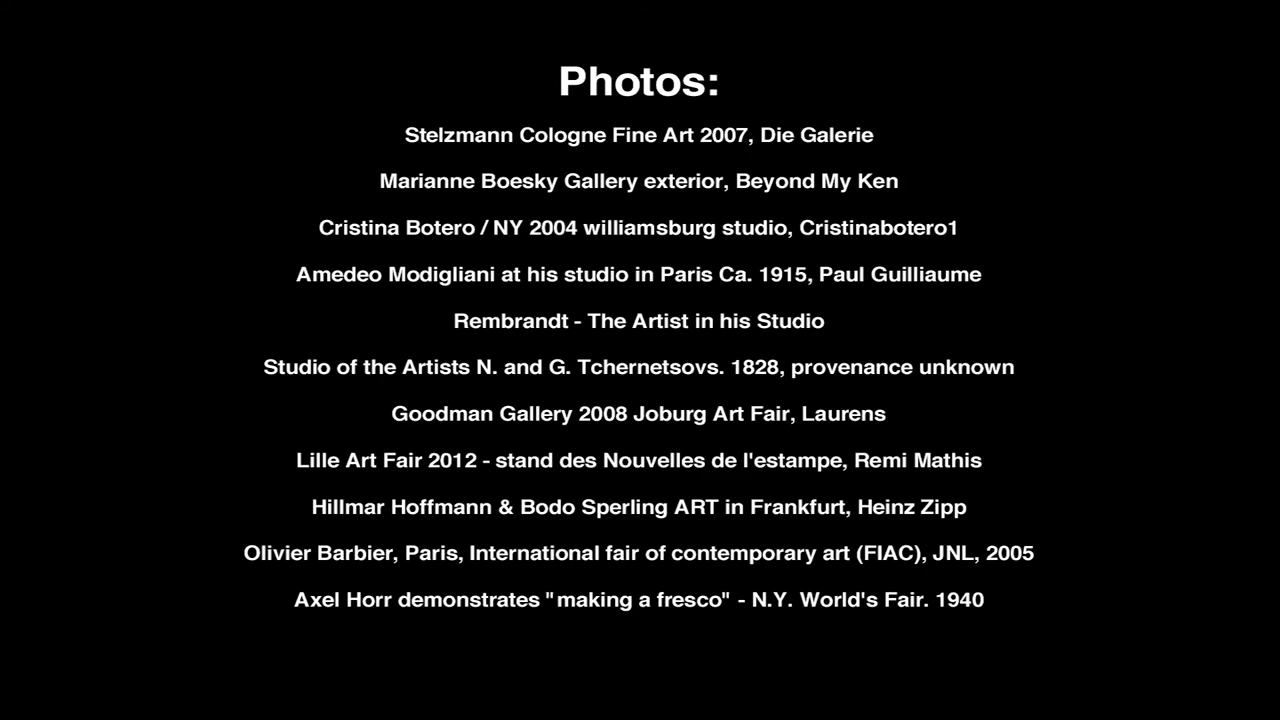 Photos:
Stelzmann Cologne Fine Art 2007, Die Galerie
Marianne Boesky Gallery exterior, Beyond My Ken
Cristina Botero / NY 2004 williamsburg studio, Cristinabotero1
Amedeo Modigliani at his studio in Paris Ca. 1915, Paul Guilliaume
Rembrandt - The Artist in his Studio
Studio of the Artists N. and G. Tchernetsovs. 1828, provenance unknown
Goodman Gallery 2008 Joburg Art Fair, Laurens
Lille Art Fair 2012 - stand des Nouvelles de l'estampe, Remi Mathis
Hillmar Hoffmann & Bodo Sperling ART in Frankfurt, Heinz Zipp
Olivier Barbier, Paris, International fair of contemporary art (FIAC), JNL, 2005
Axel Horr demonstrates "making a fresco" - N.Y. World's Fair. 1940